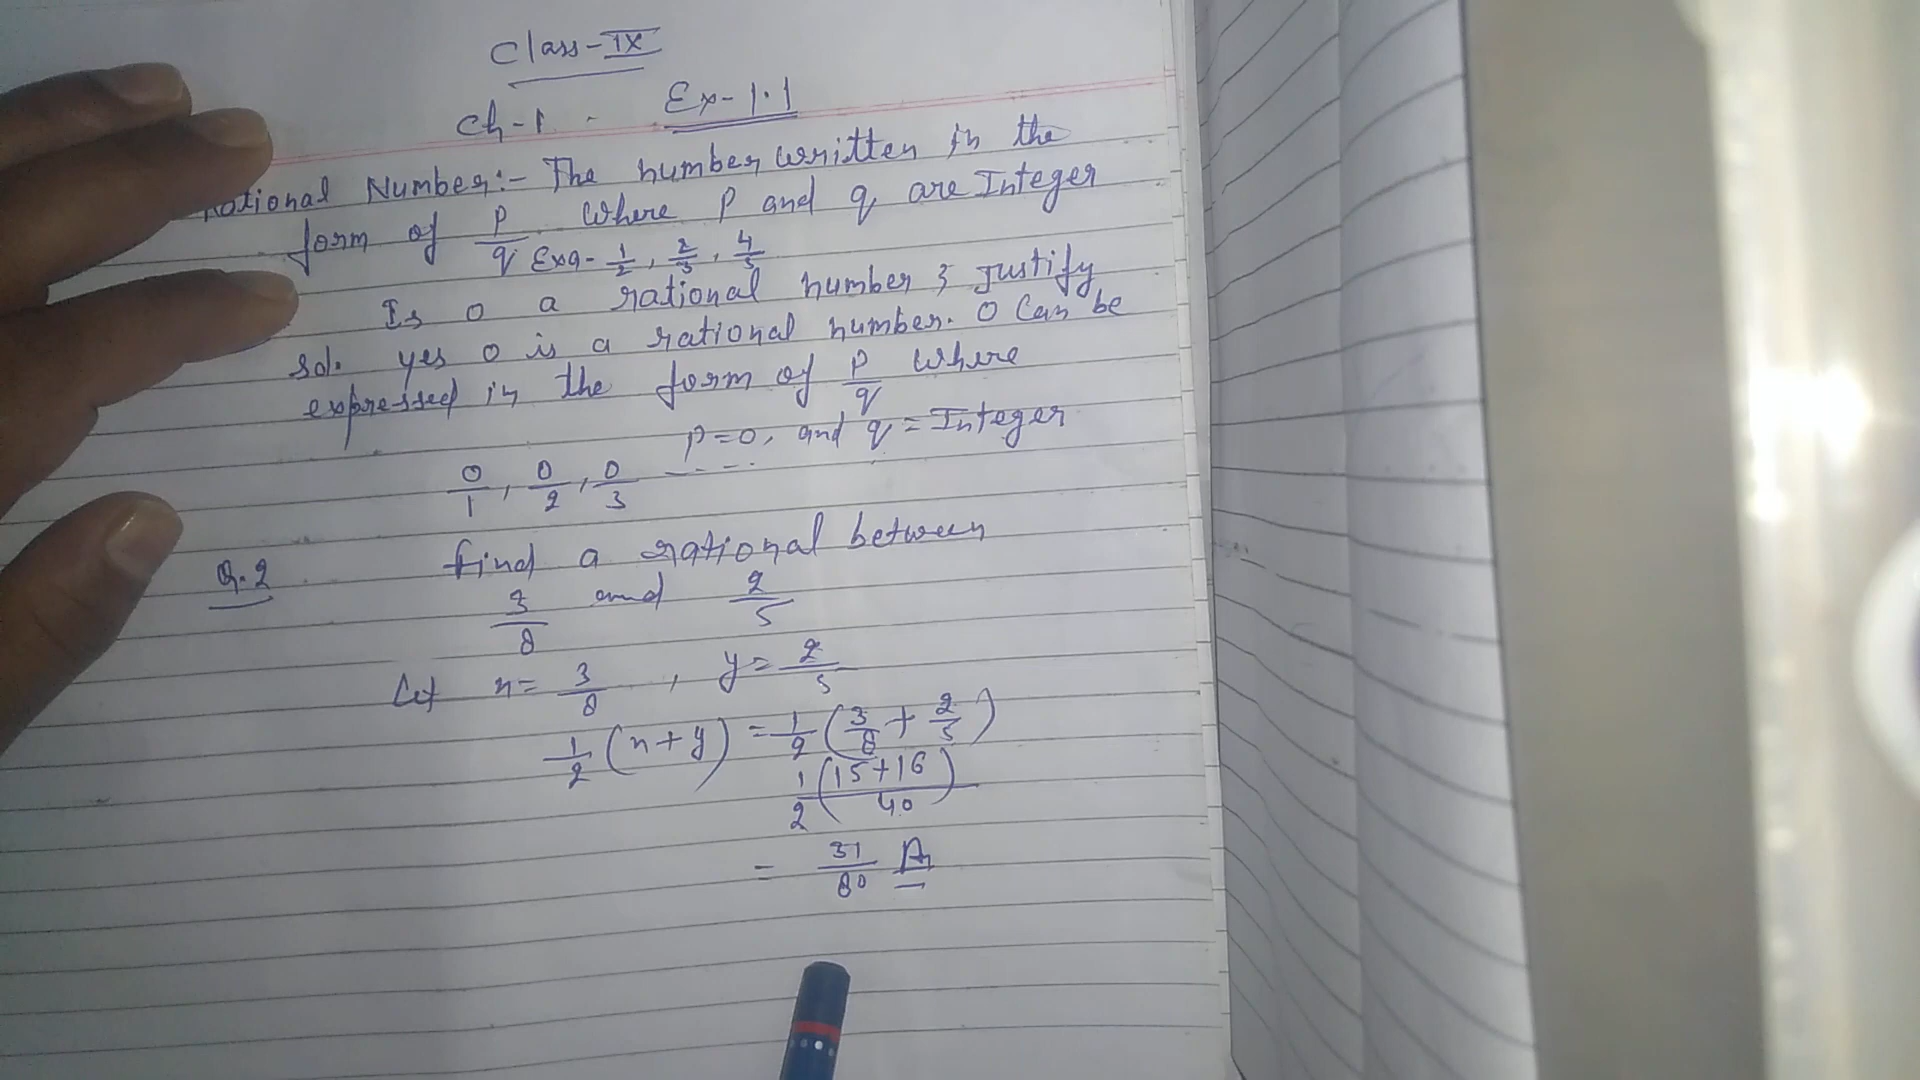 Class-IX
Ch-1. Ex-1.1
Rational Number:- The number written in the
form of p/q where p and q are Integer
Exa- 1/2, 2/3, 4/5
Is 0 a rational number ? Justify
Sol. yes 0 is a rational number. 0 can be
expressed in the form of p/q where
p=0, and q = Integer
0/1, 0/2, 0/3 -----
Q.2 find a rational between
3/8 and 2/5
Let x= 3/8, y= 2/5
1/2 (x+y) = 1/2 (3/8 + 2/5)
1/2 (15+16/40)
= 31/80 A